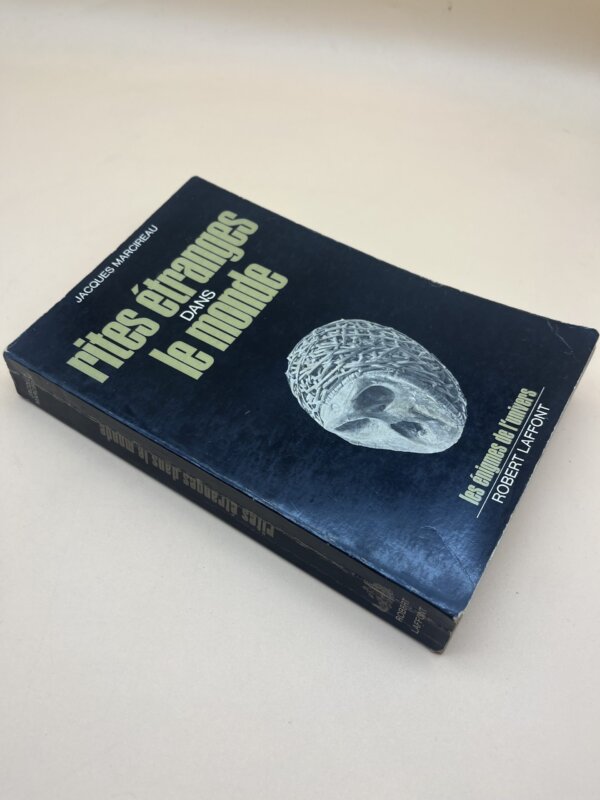 JACQUES MARCIREAU
rites étranges
DANS
le monde
les énigmes de l'univers
ROBERT LAFFONT
rites étranges dans le monde
ROBERT
LAFFONT